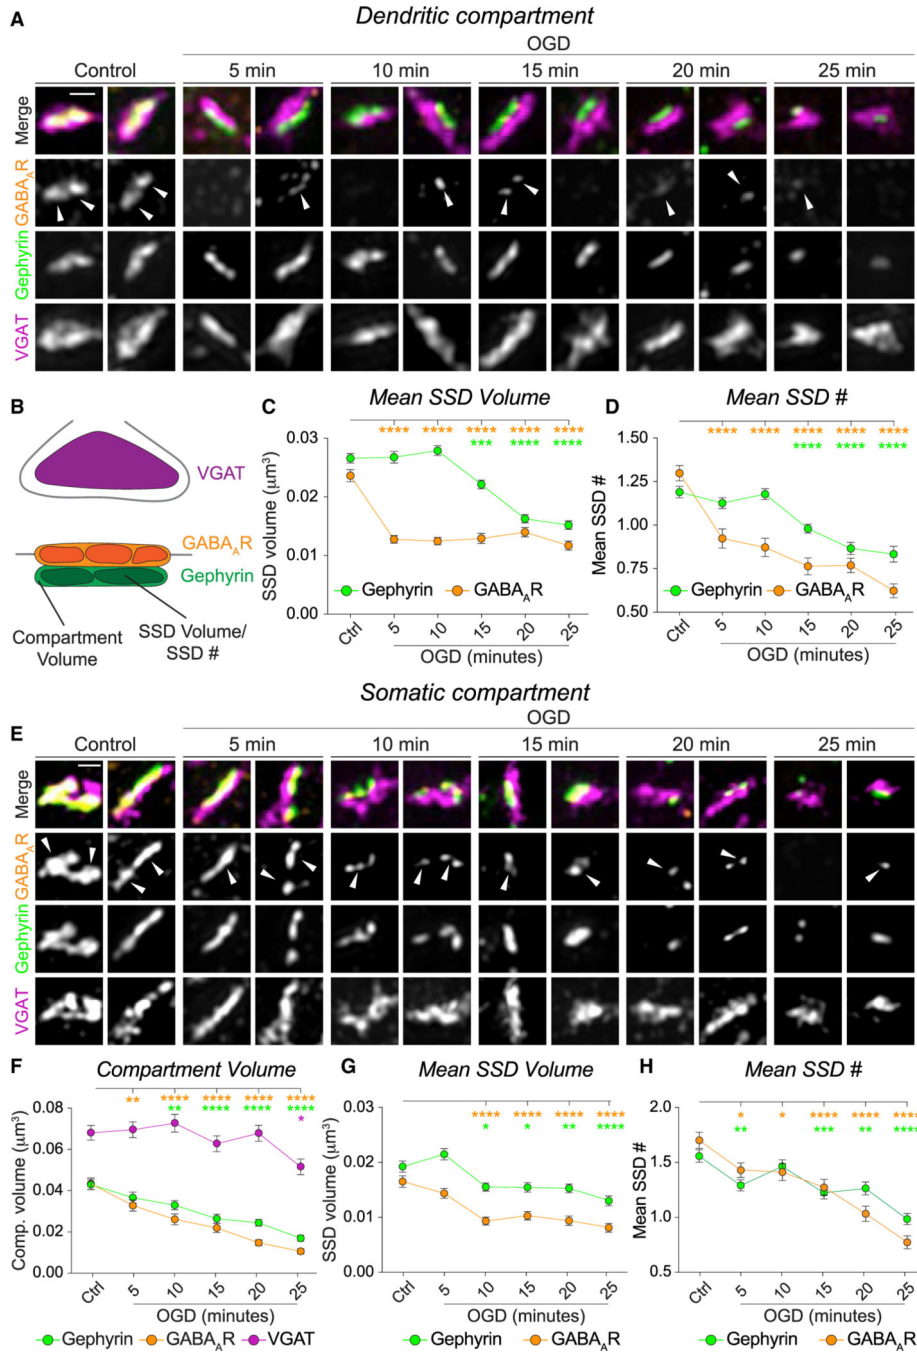 A
Dendritic compartment
OGD
Control
5 min
10 min
15 min
20 min
25 min
Merge
GABAAR
Gephyrin
VGAT
B
VGAT
GABAAR
Gephyrin
Compartment
Volume
SSD Volume/
SSD #
C
Mean SSD Volume
**** **** **** **** ****
*** **** ****
SSD volume (μm³)
0.03
0.02
0.01
0.00
Gephyrin GABAAR
Ctrl 5 10 15 20 25
OGD (minutes)
D
Mean SSD #
**** **** **** **** ****
**** **** ****
Mean SSD #
1.50
1.25
1.00
0.75
0.50
Gephyrin GABAAR
Ctrl 5 10 15 20 25
OGD (minutes)
Somatic compartment
E
OGD
Control
5 min
10 min
15 min
20 min
25 min
Merge
GABAAR
Gephyrin
VGAT
F
Compartment Volume
** **** **** **** ****
** **** **** ****
*
Comp. volume (μm³)
0.08
0.06
0.04
0.02
0.00
Ctrl 5 10 15 20 25
OGD (minutes)
Gephyrin GABAAR VGAT
G
Mean SSD Volume
**** **** **** ****
* * ** ****
SSD volume (μm³)
0.03
0.02
0.01
0.00
Ctrl 5 10 15 20 25
OGD (minutes)
Gephyrin GABAAR
H
Mean SSD #
* * **** **** ****
** *** ** ****
Mean SSD #
2.0
1.5
1.0
0.5
Ctrl 5 10 15 20 25
OGD (minutes)
Gephyrin GABAAR